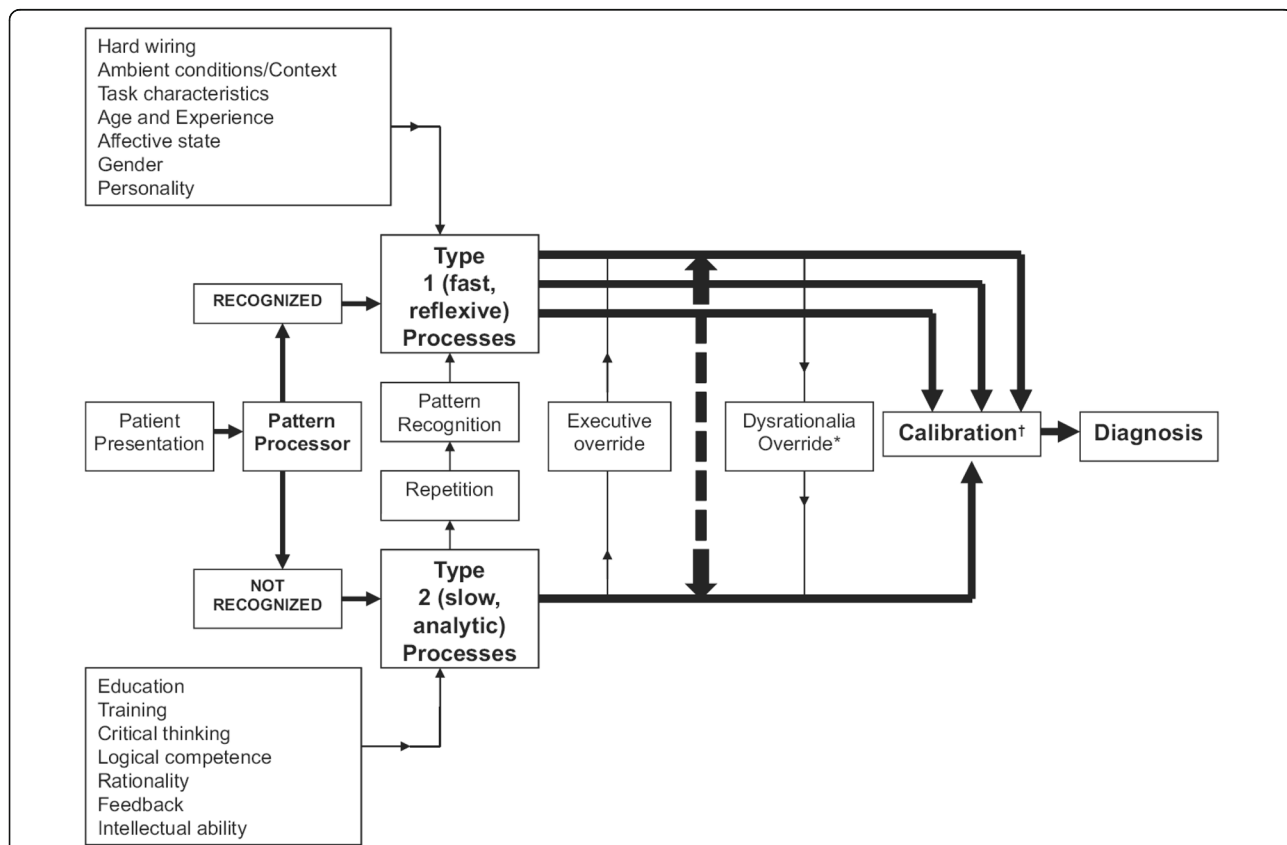 Hard wiring
Ambient conditions/Context
Task characteristics
Age and Experience
Affective state
Gender
Personality
Type
1 (fast,
reflexive)
Processes
RECOGNIZED
Patient
Presentation
Pattern
Processor
Pattern
Recognition
Repetition
Executive
override
Dysrationalia
Override*
Calibration†
Diagnosis
NOT
RECOGNIZED
Type
2 (slow,
analytic)
Processes
Education
Training
Critical thinking
Logical competence
Rationality
Feedback
Intellectual ability